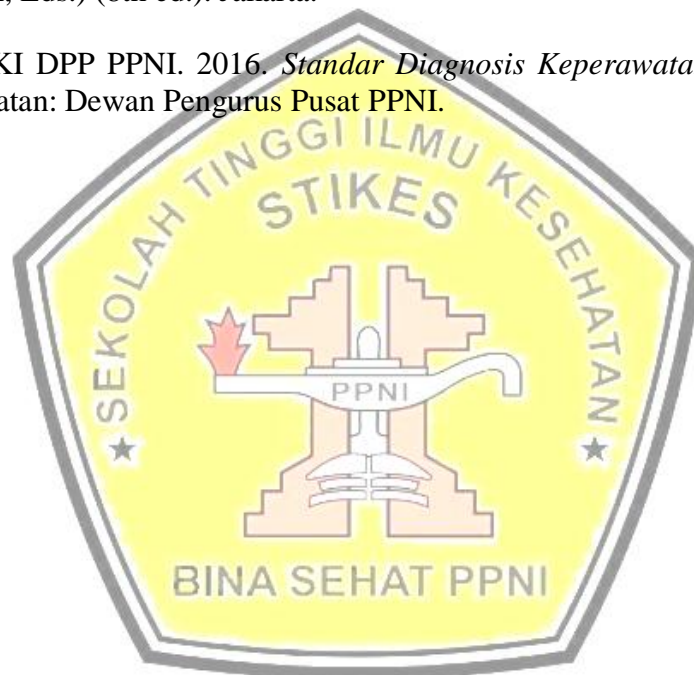 , Eds.) (8th ed.). Jakarta.
KI DPP PPNI. 2016. Standar Diagnosis Keperawata
atan: Dewan Pengurus Pusat PPNI.
SEKOLAH TINGGI ILMU KESEHATAN
STIKES
PPNI
BINA SEHAT PPNI